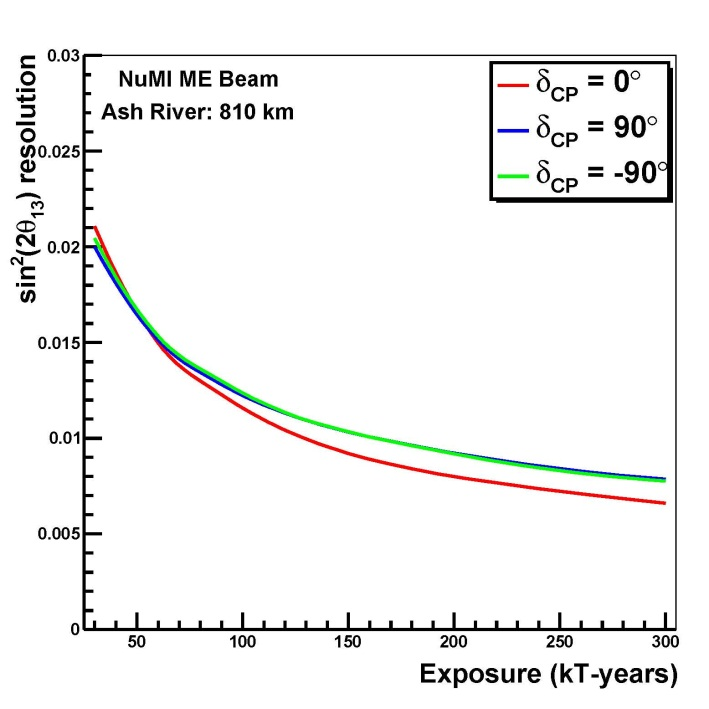 0.03
NuMI ME Beam
Ash River: 810 km
δCP = 0°
δCP = 90°
δCP = -90°
0.025
0.02
0.015
0.01
0.005
0
sin²(2θ₁₃) resolution
50 100 150 200 250 300
Exposure (kT-years)